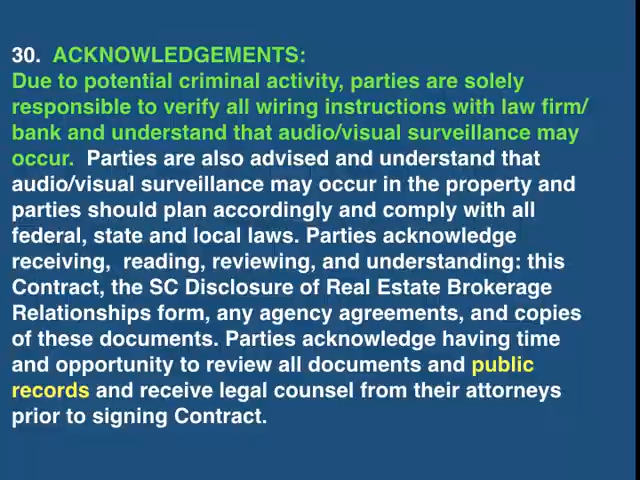 30.  ACKNOWLEDGEMENTS:
Due to potential criminal activity, parties are solely
responsible to verify all wiring instructions with law firm/
bank and understand that audio/visual surveillance may
occur.  Parties are also advised and understand that
audio/visual surveillance may occur in the property and
parties should plan accordingly and comply with all
federal, state and local laws. Parties acknowledge
receiving,  reading, reviewing, and understanding: this
Contract, the SC Disclosure of Real Estate Brokerage
Relationships form, any agency agreements, and copies
of these documents. Parties acknowledge having time
and opportunity to review all documents and public
records and receive legal counsel from their attorneys
prior to signing Contract.